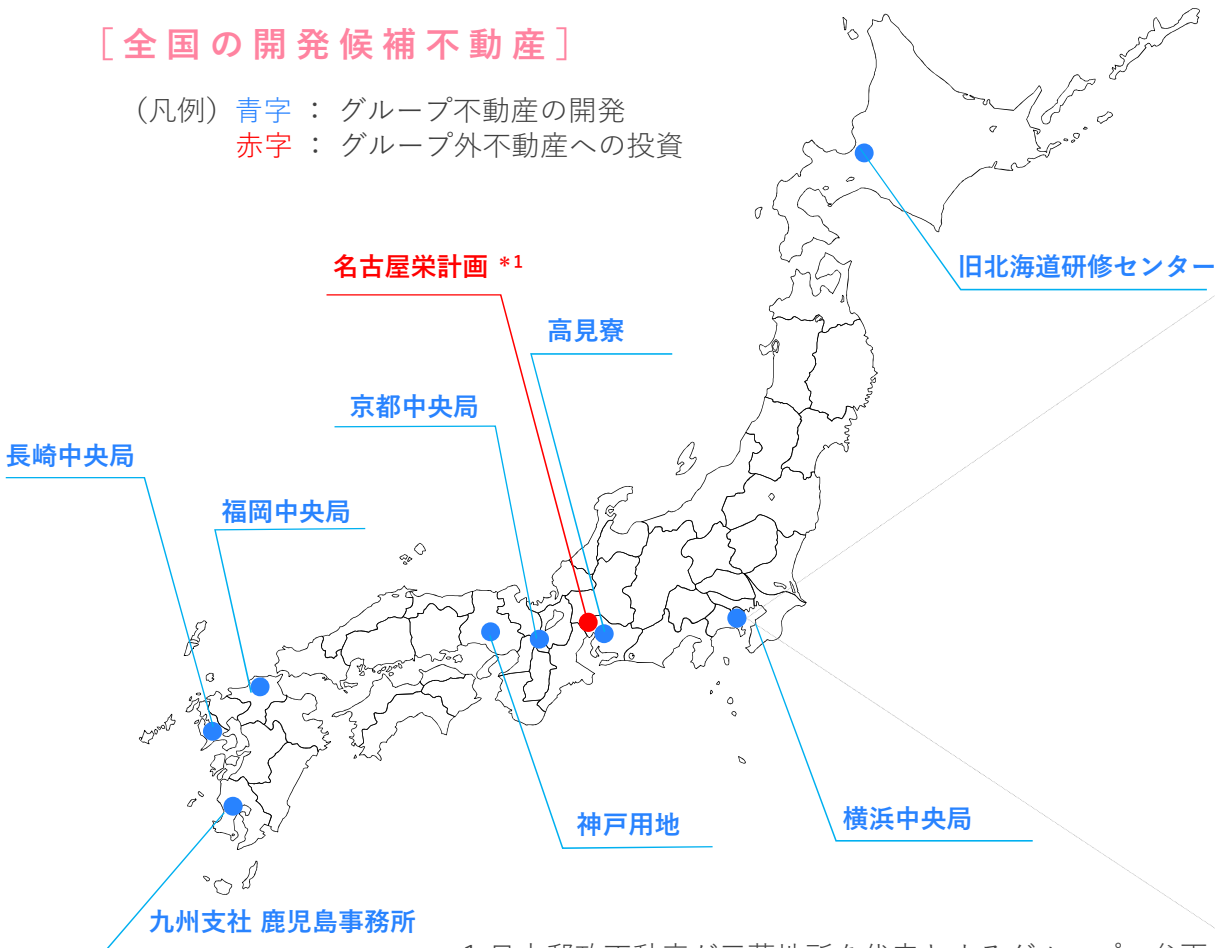 [全国の開発候補不動産]
(凡例) 青字 : グループ不動産の開発
赤字 : グループ外不動産への投資
名古屋栄計画 *1
旧北海道研修センター
高見寮
京都中央局
長崎中央局
福岡中央局
神戸用地
横浜中央局
九州支社 鹿児島事務所